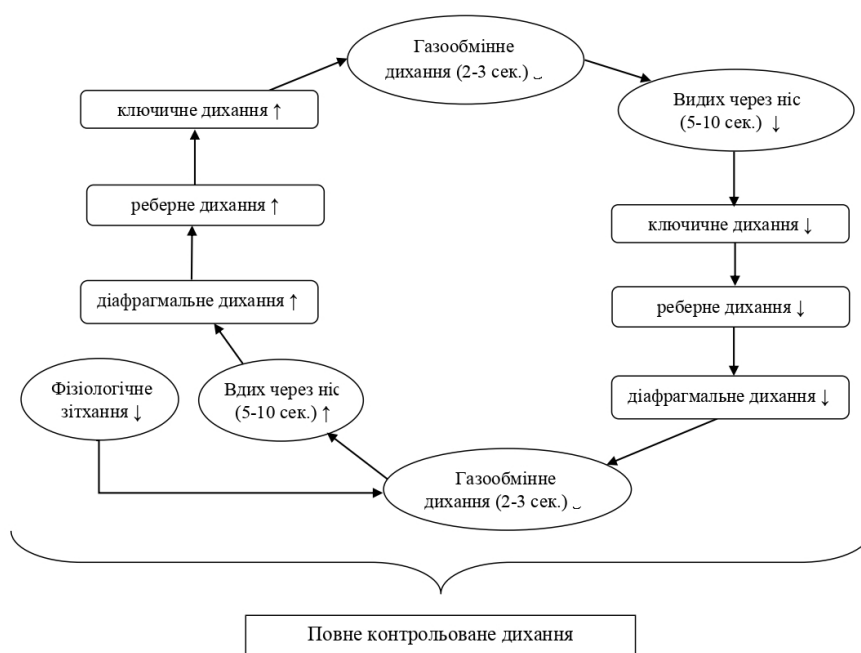 Газообмінне
дихання (2-3 сек.) ⌣
Видих через ніс
(5-10 сек.) ↓
ключичне дихання ↑
реберне дихання ↑
діафрагмальне дихання ↑
ключичне дихання ↓
реберне дихання ↓
діафрагмальне дихання ↓
Фізіологічне
зітхання ↓
Вдих через ніс
(5-10 сек.) ↑
Газообмінне
дихання (2-3 сек.) ⌣
Повне контрольоване дихання